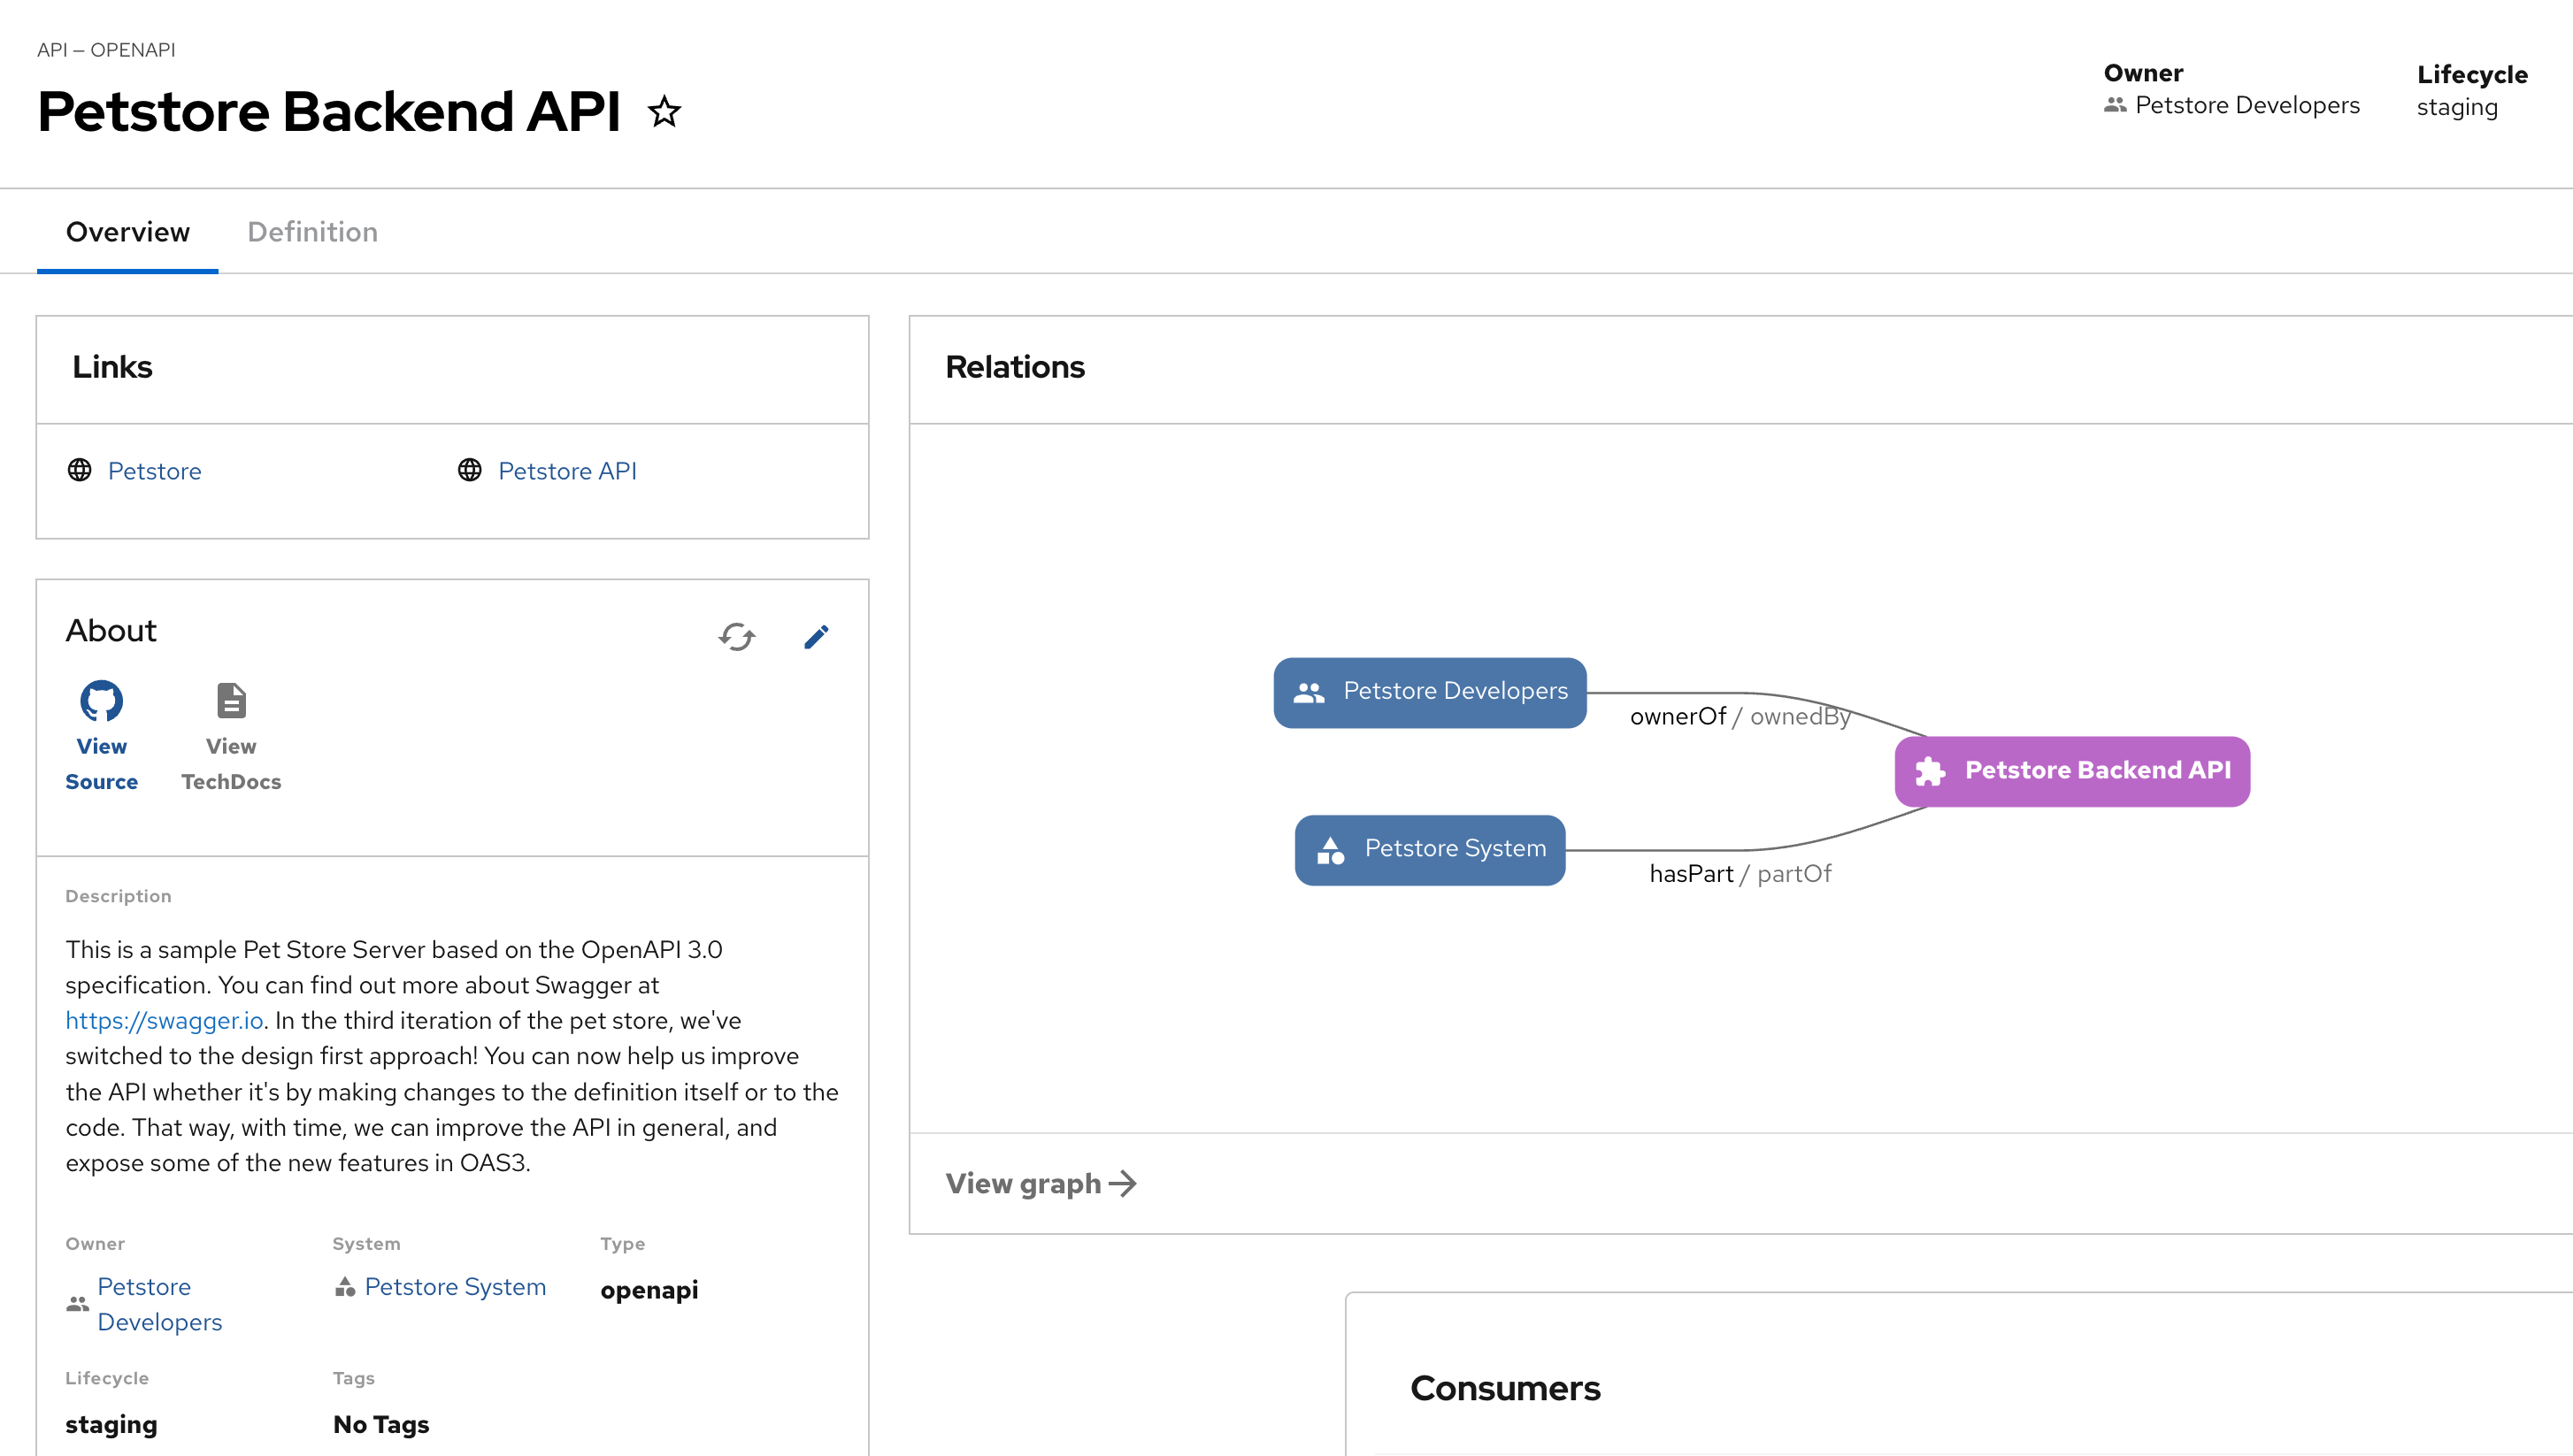 API — OPENAPI
Petstore Backend API
Owner
Petstore Developers
Lifecycle
staging
Overview
Definition
Links
Petstore
Petstore API
About
View
Source
View
TechDocs
Description
This is a sample Pet Store Server based on the OpenAPI 3.0
specification. You can find out more about Swagger at
https://swagger.io. In the third iteration of the pet store, we've
switched to the design first approach! You can now help us improve
the API whether it's by making changes to the definition itself or to the
code. That way, with time, we can improve the API in general, and
expose some of the new features in OAS3.
Owner
Petstore
Developers
System
Petstore System
Type
openapi
Lifecycle
staging
Tags
No Tags
Relations
Petstore Developers
ownerOf / ownedBy
Petstore Backend API
Petstore System
hasPart / partOf
View graph
Consumers